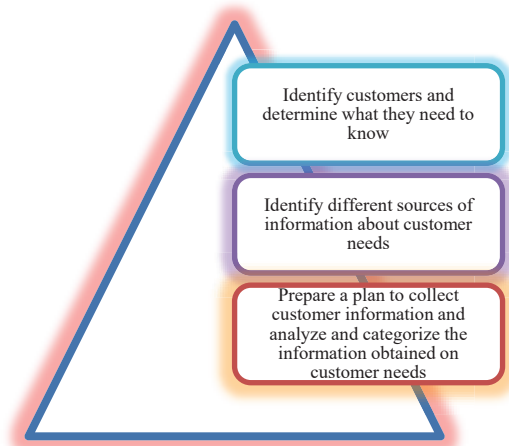 Identify customers and
determine what they need to
know
Identify different sources of
information about customer
needs
Prepare a plan to collect
customer information and
analyze and categorize the
information obtained on
customer needs